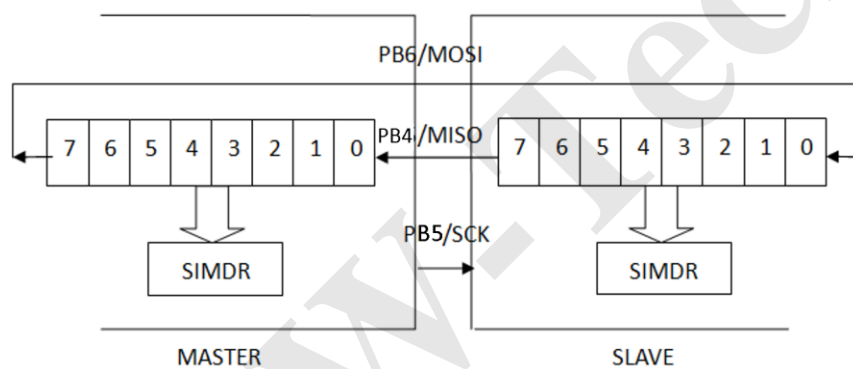 PB6/MOSI
7 6 5 4 3 2 1 0
PB4/MISO
7 6 5 4 3 2 1 0
PB5/SCK
SIMDR
SIMDR
MASTER
SLAVE